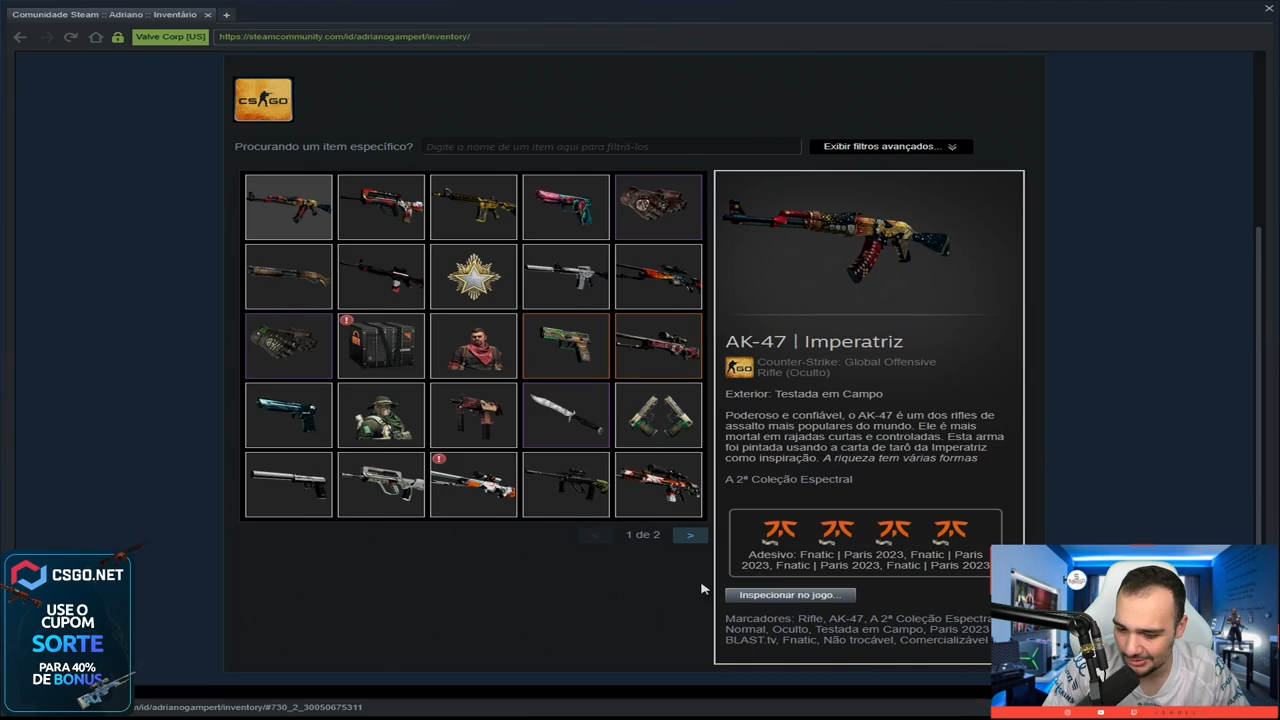 Comunidade Steam :: Adriano :: Inventário
Valve Corp [US]
https://steamcommunity.com/id/adrianogampert/inventory/
CS GO
Procurando um item específico?
Digite o nome de um item aqui para filtrá-los
Exibir filtros avançados...
AK-47 | Imperatriz
Counter-Strike: Global Offensive
Rifle (Oculto)
Exterior: Testada em Campo
Poderoso e confiável, o AK-47 é um dos rifles de
assalto mais populares do mundo. Ele é mais
mortal em rajadas curtas e controladas. Esta arma
foi pintada usando a carta de tarô da Imperatriz
como inspiração. A riqueza tem várias formas
A 2ª Coleção Espectral
Adesivo: Fnatic | Paris 2023, Fnatic | Paris
2023, Fnatic | Paris 2023, Fnatic | Paris 2023
Inspecionar no jogo...
Marcadores: Rifle, AK-47, A 2ª Coleção Espectra
Normal, Oculto, Testada em Campo, Paris 2023
BLAST.tv, Fnatic, Não trocável, Comercializável
1 de 2
CSGO.NET
USE O
CUPOM
SORTE
PARA 40%
DE BONUS
n/id/adrianogampert/inventory/#730_2_30050675311